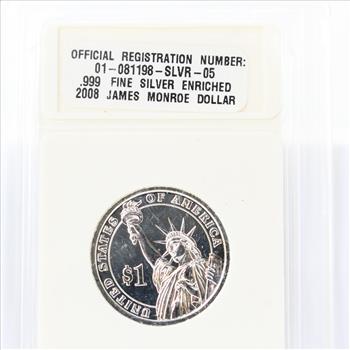 OFFICIAL REGISTRATION NUMBER:
01-081198-SLVR-05
.999 FINE SILVER ENRICHED
2008 JAMES MONROE DOLLAR
UNITED STATES OF AMERICA
$1